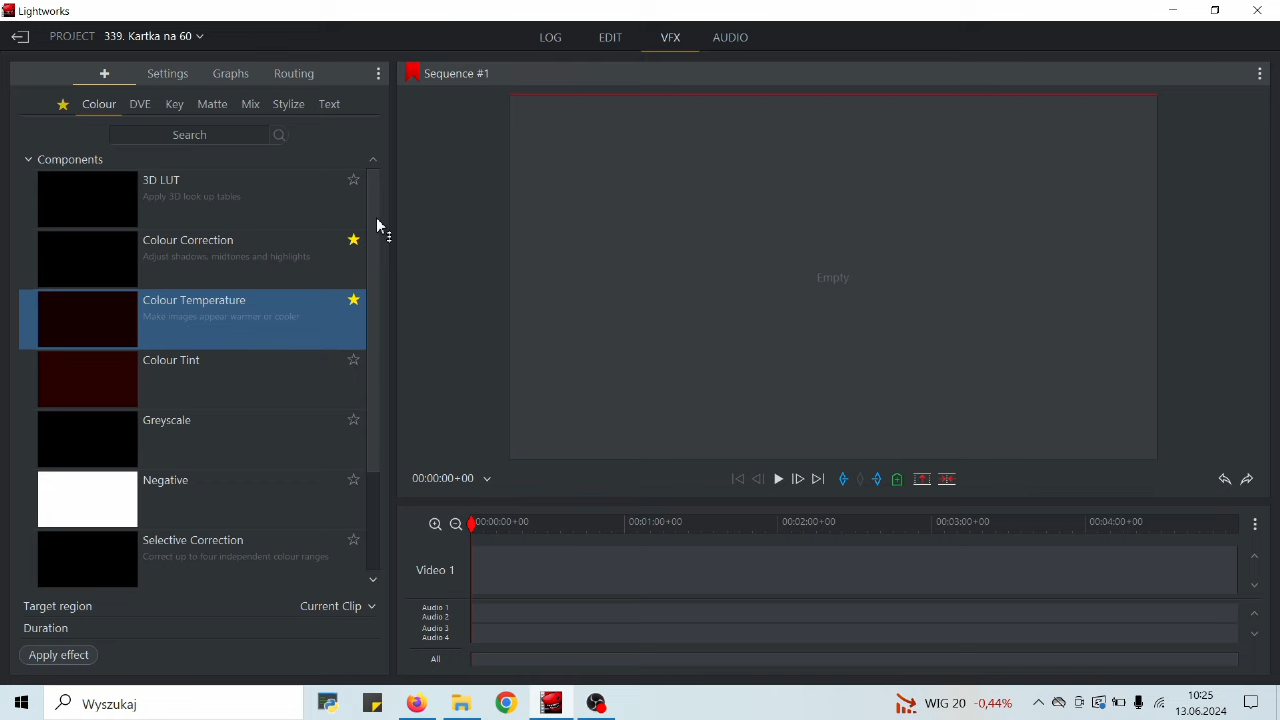 Lightworks
PROJECT 339. Kartka na 60
LOG EDIT VFX AUDIO
Settings Graphs Routing
Sequence #1
Colour DVE Key Matte Mix Stylize Text
Search
Components
3D LUT
Apply 3D look up tables
Colour Correction
Adjust shadows, midtones and highlights
Colour Temperature
Make images appear warmer or cooler
Colour Tint
Greyscale
Negative
Selective Correction
Correct up to four independent colour ranges
Target region Current Clip
Duration
Apply effect
Empty
00:00:00+00
00:00:00+00 00:01:00+00 00:02:00+00 00:03:00+00 00:04:00+00
Video 1
Audio 1
Audio 2
Audio 3
Audio 4
All
Wyszukaj
WIG 20 -0,44%
10:25
13.06.2024